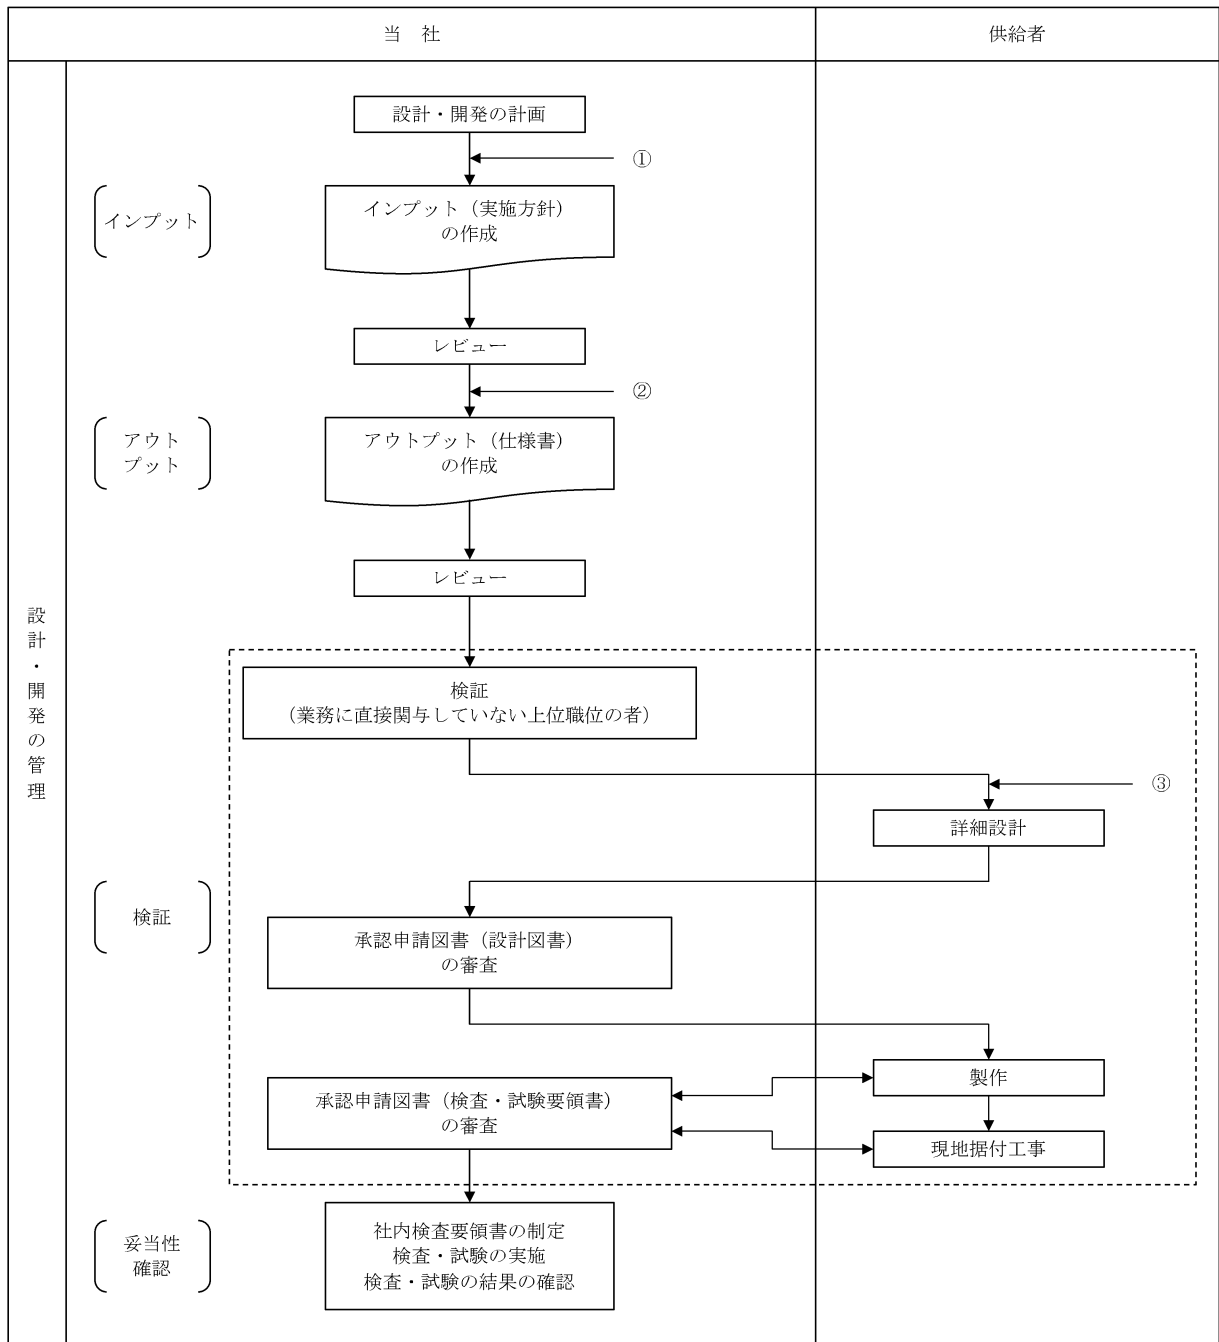 当　社
供給者
設計・開発の管理
設計・開発の計画
①
インプット
インプット（実施方針）
の作成
レビュー
②
アウト
プット
アウトプット（仕様書）
の作成
レビュー
検証
（業務に直接関与していない上位職位の者）
③
詳細設計
検証
承認申請図書（設計図書）
の審査
製作
承認申請図書（検査・試験要領書）
の審査
現地据付工事
妥当性
確認
社内検査要領書の制定
検査・試験の実施
検査・試験の結果の確認